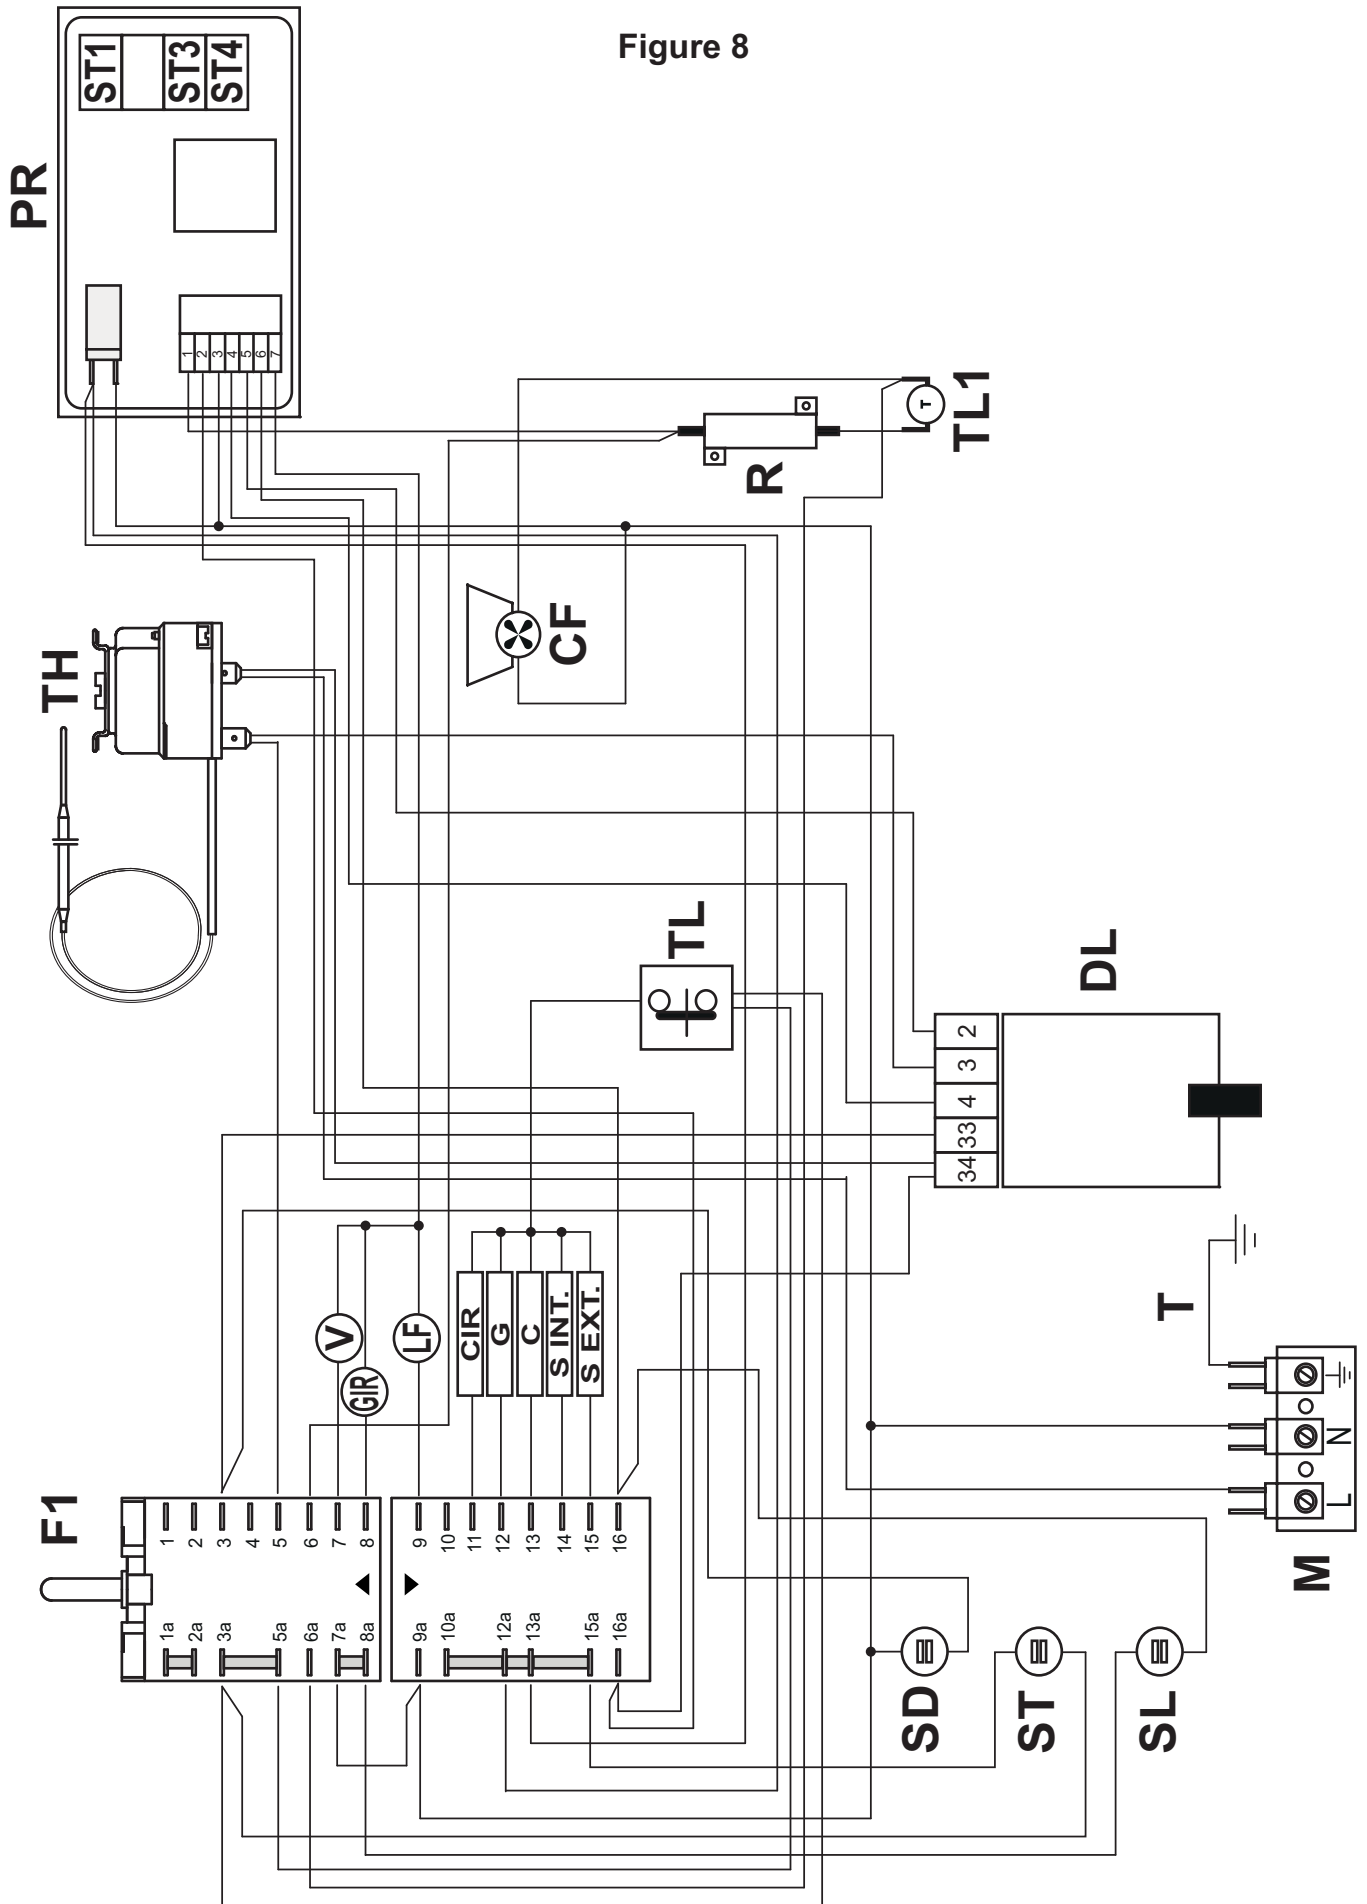 Figure 8
PR
ST1
ST3
ST4
1
2
3
4
5
6
7
TH
CF
R
T
TL1
TL
DL
2
3
4
33
34
V
GIR
LF
CIR
G
C
S INT.
S EXT.
F1
1
2
3
4
5
6
7
8
9
10
11
12
13
14
15
16
1a
2a
3a
5a
6a
7a
8a
9a
10a
12a
13a
15a
16a
T
M
L
N
SD
ST
SL